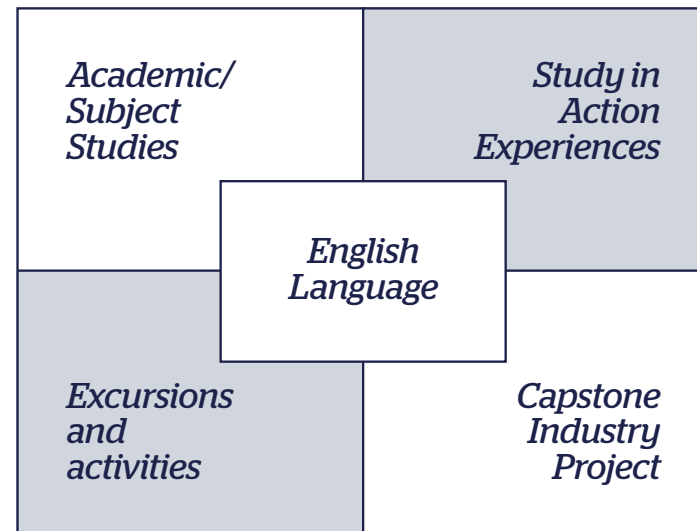 Academic/
Subject
Studies
Study in
Action
Experiences
English
Language
Excursions
and
activities
Capstone
Industry
Project